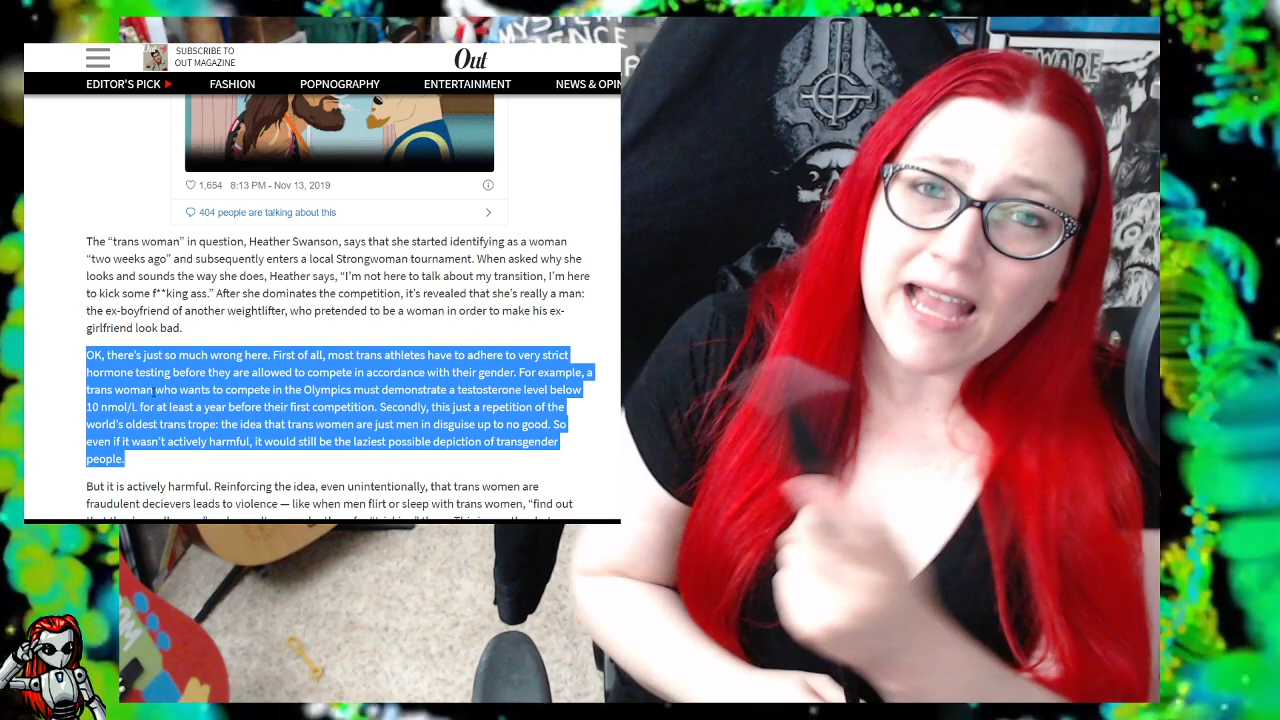 MYSTERY
SCIENCE
BEWARE
SUBSCRIBE TO
OUT MAGAZINE
Out
EDITOR'S PICK
FASHION
POPNOGRAPHY
ENTERTAINMENT
NEWS & OPIN
1,654 8:13 PM - Nov 13, 2019
404 people are talking about this
The “trans woman” in question, Heather Swanson, says that she started identifying as a woman
“two weeks ago” and subsequently enters a local Strongwoman tournament. When asked why she
looks and sounds the way she does, Heather says, “I’m not here to talk about my transition, I’m here
to kick some f**king ass.” After she dominates the competition, it’s revealed that she’s really a man:
the ex-boyfriend of another weightlifter, who pretended to be a woman in order to make his ex-
girlfriend look bad.
OK, there’s just so much wrong here. First of all, most trans athletes have to adhere to very strict
hormone testing before they are allowed to compete in accordance with their gender. For example, a
trans woman who wants to compete in the Olympics must demonstrate a testosterone level below
10 nmol/L for at least a year before their first competition. Secondly, this just a repetition of the
world’s oldest trans trope: the idea that trans women are just men in disguise up to no good. So
even if it wasn’t actively harmful, it would still be the laziest possible depiction of transgender
people.
But it is actively harmful. Reinforcing the idea, even unintentionally, that trans women are
fraudulent decievers leads to violence — like when men flirt or sleep with trans women, “find out